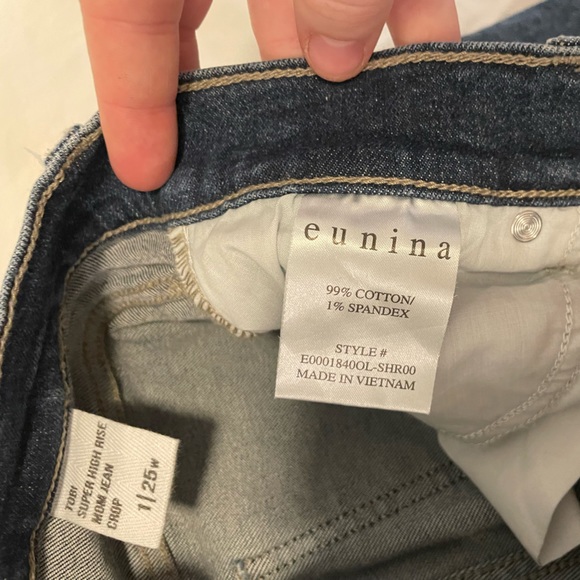 eunina
99% COTTON/
1% SPANDEX
STYLE #
E0001840OL-SHR00
MADE IN VIETNAM
TOBI
SUPER HIGH RISE
MOM JEAN
CROP
1/25W